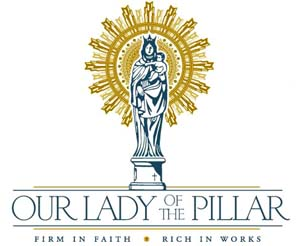 OUR LADY OF THE PILLAR
FIRM IN FAITH RICH IN WORKS